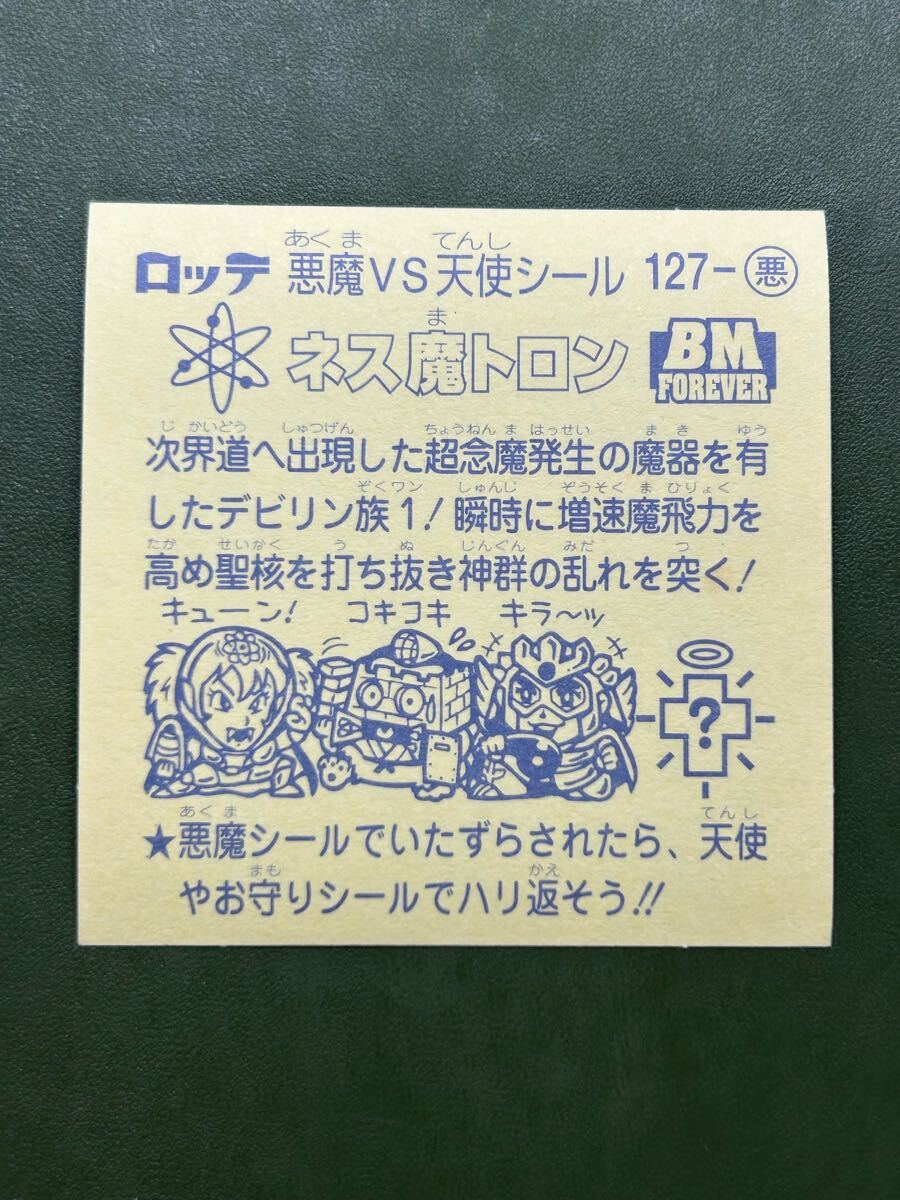 ロッテ 悪魔VS天使シール 127-悪
あくま てんし
ネス魔トロン
ま
BM
FOREVER
じかいどう しゅつげん ちょうねんま はっせい まき ゆう
次界道へ出現した超念魔発生の魔器を有
ぞくワン しゅんじ ぞうそく まひりょく
したデビリン族1!瞬時に増速魔飛力を
たか せいかく う ぬ じんぐん みだ つ
高め聖核を打ち抜き神群の乱れを突く!
キューン! コキコキ キラ〜ッ
?
あくま てんし
★悪魔シールでいたずらされたら、天使
まも かえ
やお守りシールでハリ返そう!!